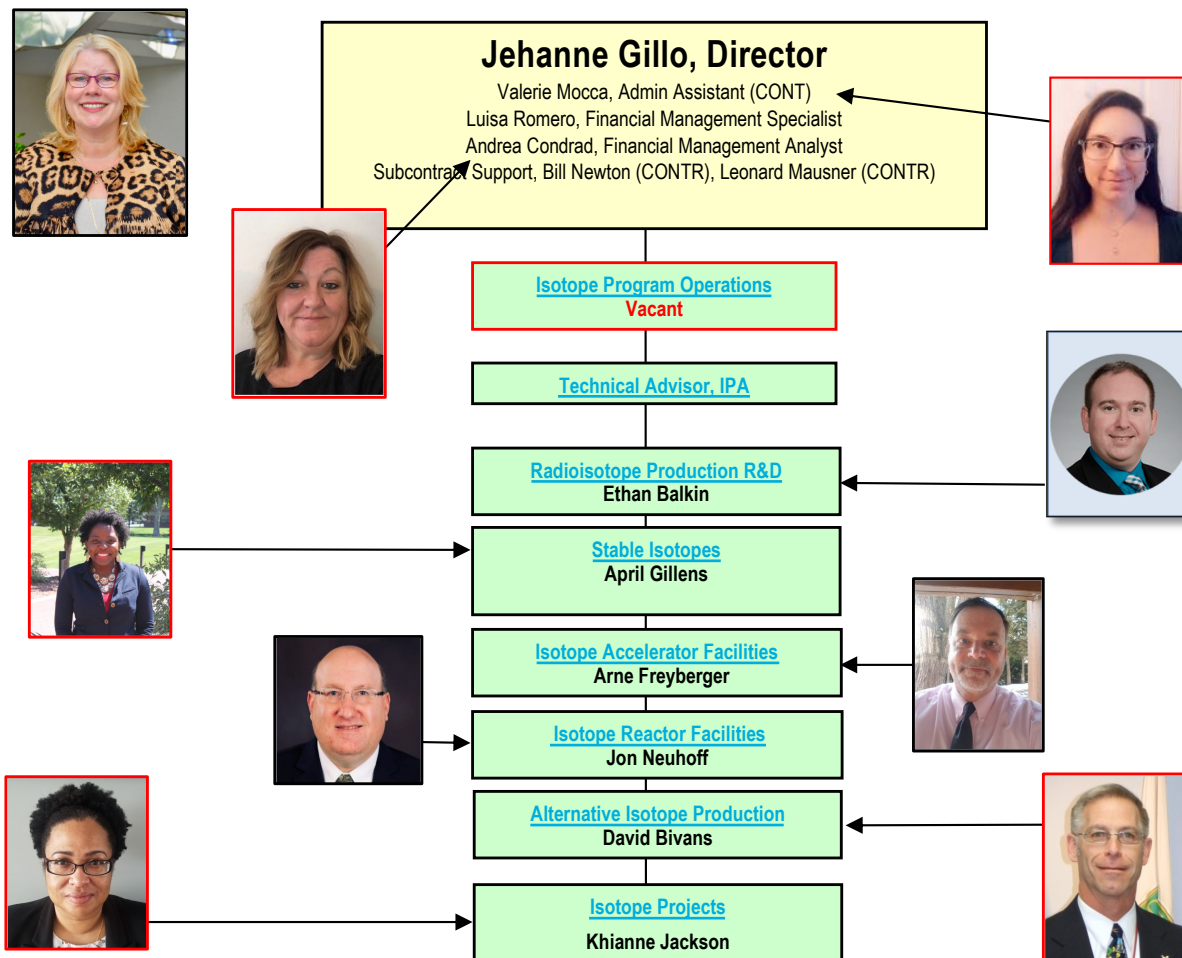 Jehanne Gillo, Director
Valerie Mocca, Admin Assistant (CONT)
Luisa Romero, Financial Management Specialist
Andrea Condrad, Financial Management Analyst
Subcontract Support, Bill Newton (CONTR), Leonard Mausner (CONTR)
Isotope Program Operations
Vacant
Technical Advisor, IPA
Radioisotope Production R&D
Ethan Balkin
Stable Isotopes
April Gillens
Isotope Accelerator Facilities
Arne Freyberger
Isotope Reactor Facilities
Jon Neuhoff
Alternative Isotope Production
David Bivans
Isotope Projects
Khianne Jackson